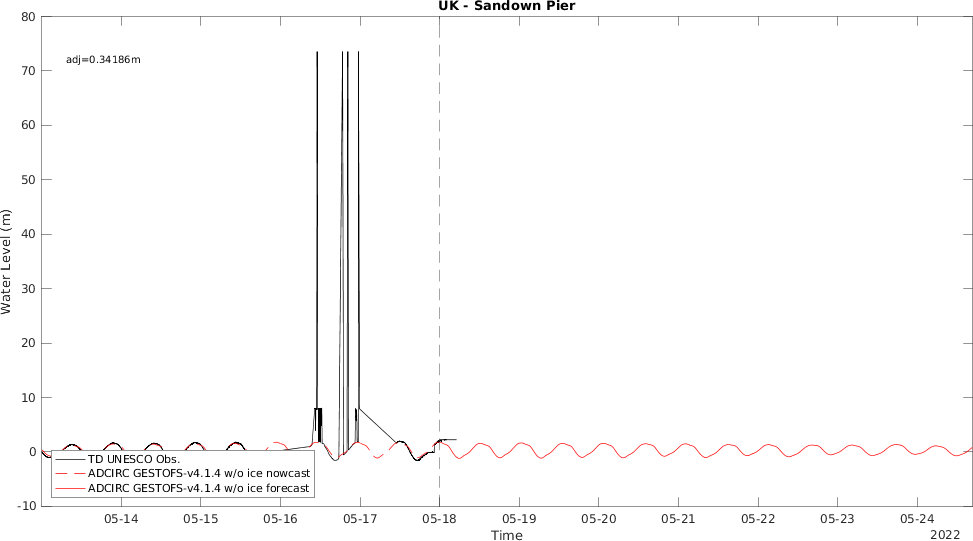 UK - Sandown Pier
80
70
60
50
40
30
20
10
0
-10
Water Level (m)
adj=0.34186m
TD UNESCO Obs.
ADCIRC GESTOFS-v4.1.4 w/o ice nowcast
ADCIRC GESTOFS-v4.1.4 w/o ice forecast
05-14 05-15 05-16 05-17 05-18 05-19 05-20 05-21 05-22 05-23 05-24
Time
2022